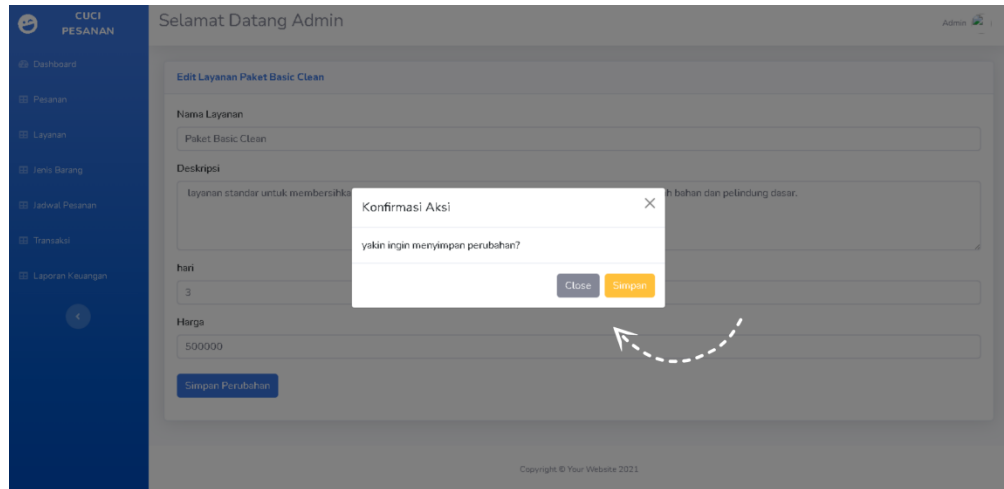 CUCI
PESANAN
Dashboard
Pesanan
Layanan
Jenis Barang
Jadwal Pesanan
Transaksi
Laporan Keuangan
Selamat Datang Admin
Admin
Edit Layanan Paket Basic Clean
Nama Layanan
Paket Basic Clean
Deskripsi
layanan standar untuk membersihka
h bahan dan pelindung dasar.
Konfirmasi Aksi
yakin ingin menyimpan perubahan?
Close Simpan
hari
3
Harga
500000
Simpan Perubahan
Copyright © Your Website 2021